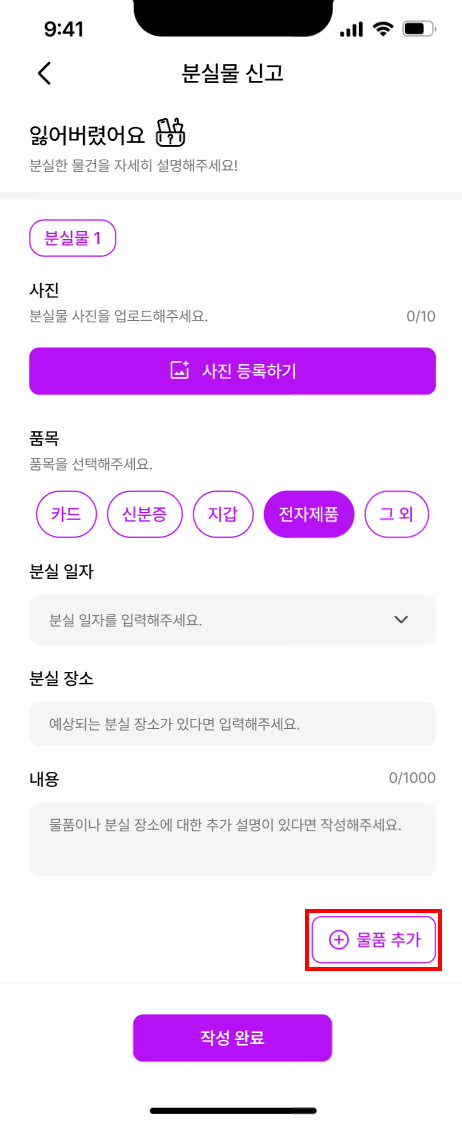 9:41
분실물 신고
잃어버렸어요
분실한 물건을 자세히 설명해주세요!
분실물 1
사진
분실물 사진을 업로드해주세요. 0/10
사진 등록하기
품목
품목을 선택해주세요.
카드 신분증 지갑 전자제품 그 외
분실 일자
분실 일자를 입력해주세요.
분실 장소
예상되는 분실 장소가 있다면 입력해주세요.
내용 0/1000
물품이나 분실 장소에 대한 추가 설명이 있다면 작성해주세요.
물품 추가
작성 완료